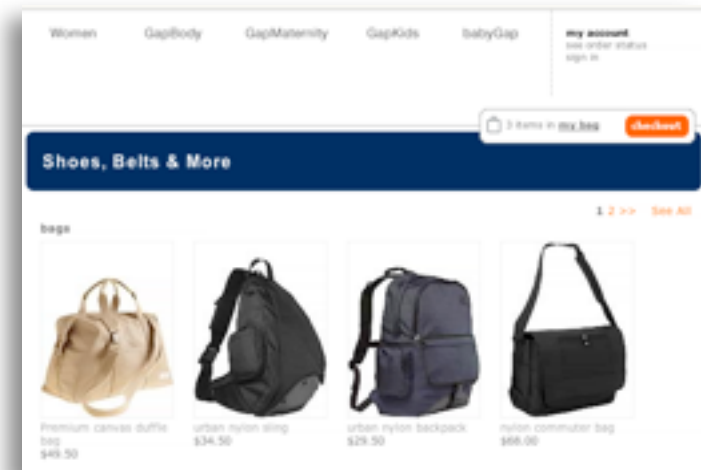 Women GapBody GapMaternity GapKids babyGap
my account
see order status
sign in
3 items in my bag checkout
Shoes, Belts & More
1 2 >> See All
bags
Premium canvas duffle bag
$49.50
urban nylon sling
$34.50
urban nylon backpack
$29.50
nylon commuter bag
$68.00